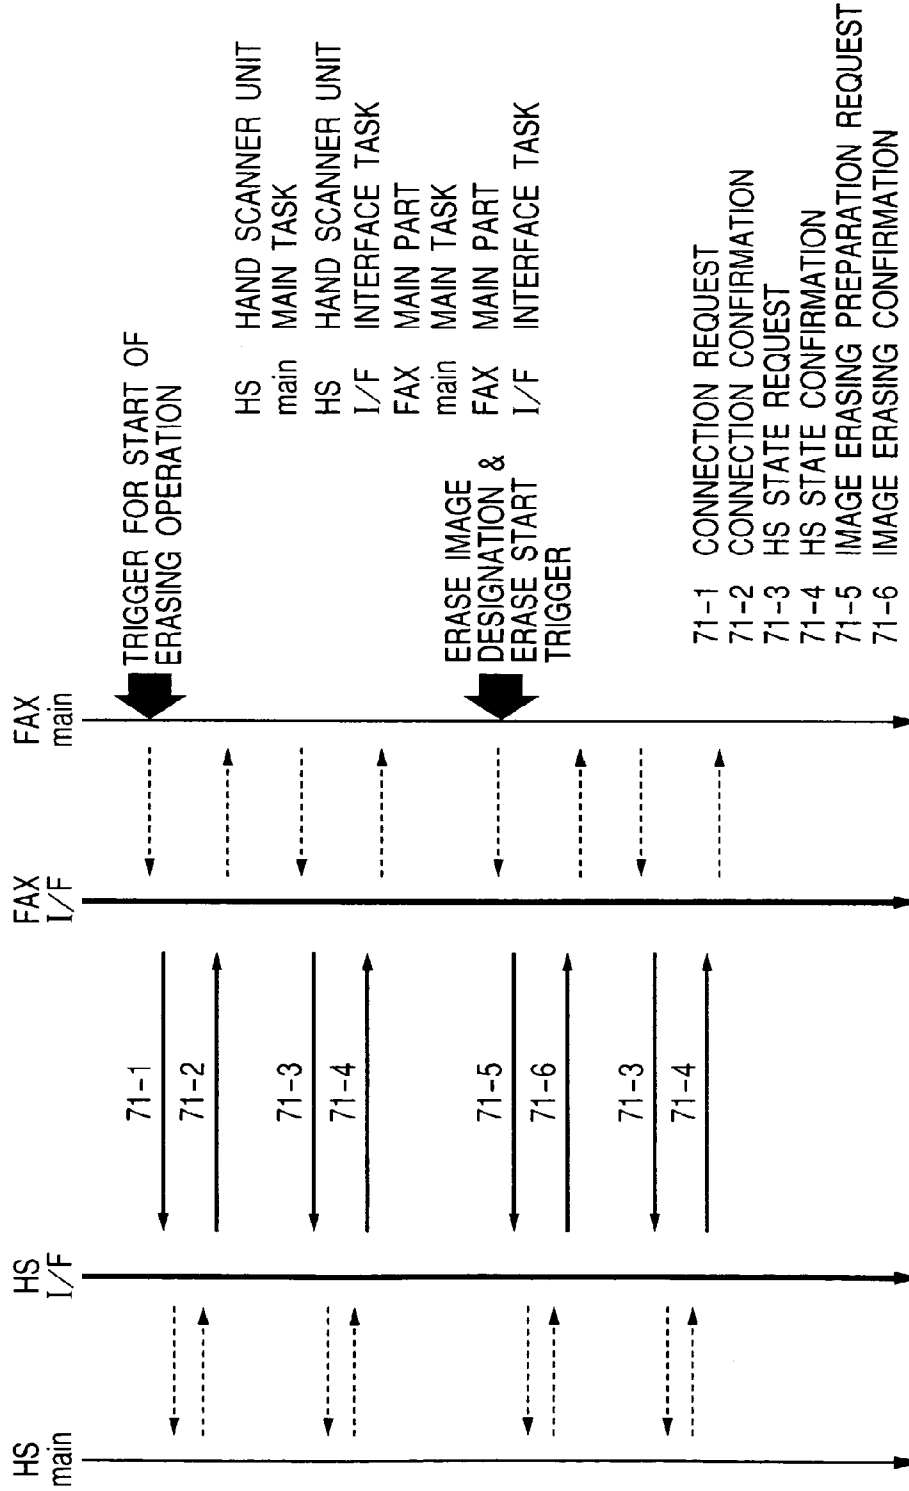 HS
main
HS
I/F
FAX
I/F
FAX
main
TRIGGER FOR START OF
ERASING OPERATION
71-1
71-2
71-3
71-4
ERASE IMAGE
DESIGNATION &
ERASE START
TRIGGER
71-5
71-6
71-3
71-4
HS HAND SCANNER UNIT
main MAIN TASK
HS HAND SCANNER UNIT
I/F INTERFACE TASK
FAX MAIN PART
main MAIN TASK
FAX MAIN PART
I/F INTERFACE TASK
71-1 CONNECTION REQUEST
71-2 CONNECTION CONFIRMATION
71-3 HS STATE REQUEST
71-4 HS STATE CONFIRMATION
71-5 IMAGE ERASING PREPARATION REQUEST
71-6 IMAGE ERASING CONFIRMATION